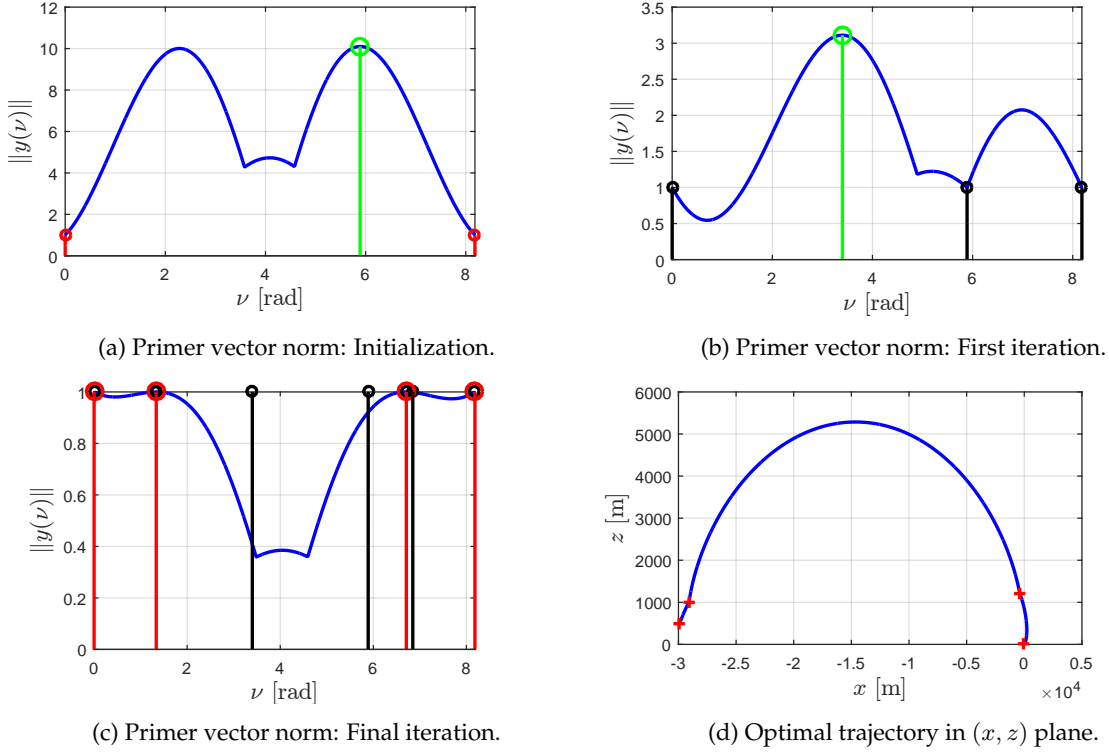 12
10
8
6
4
2
0
‖y(ν)‖
0 2 4 6 8
ν [rad]
(a) Primer vector norm: Initialization.
3.5
3
2.5
2
1.5
1
0.5
0
‖y(ν)‖
0 2 4 6 8
ν [rad]
(b) Primer vector norm: First iteration.
1
0.8
0.6
0.4
0.2
0
‖y(ν)‖
0 2 4 6 8
ν [rad]
(c) Primer vector norm: Final iteration.
6000
5000
4000
3000
2000
1000
0
z [m]
-3 -2.5 -2 -1.5 -1 -0.5 0 0.5
x [m]
×10⁴
(d) Optimal trajectory in (x, z) plane.